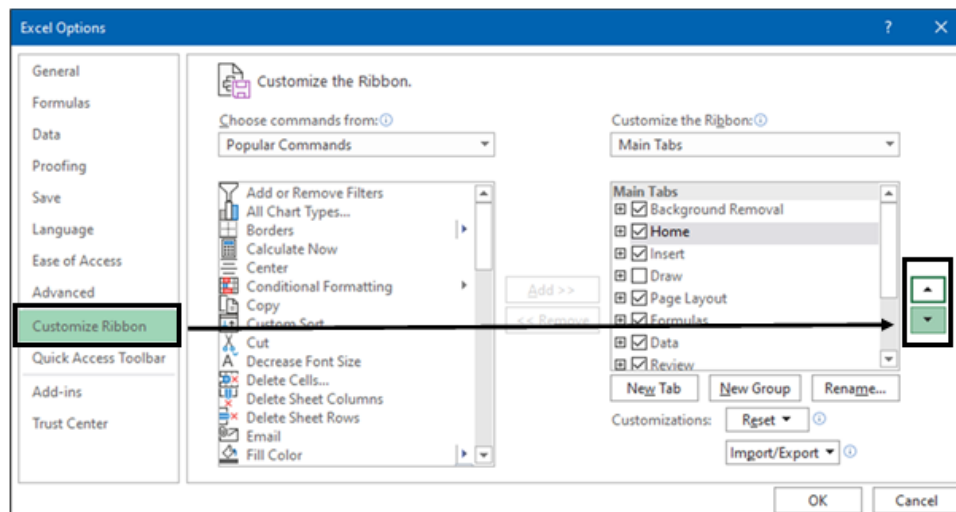 Excel Options
?
General
Formulas
Data
Proofing
Save
Language
Ease of Access
Advanced
Customize Ribbon
Quick Access Toolbar
Add-ins
Trust Center
Customize the Ribbon.
Choose commands from:
Popular Commands
Add or Remove Filters
All Chart Types...
Borders
Calculate Now
Center
Conditional Formatting
Copy
Custom Sort...
Cut
Decrease Font Size
Delete Cells...
Delete Sheet Columns
Delete Sheet Rows
Email
Fill Color
Add >>
<< Remove
Customize the Ribbon:
Main Tabs
Main Tabs
Background Removal
Home
Insert
Draw
Page Layout
Formulas
Data
Review
New Tab
New Group
Rename...
Customizations:
Reset
Import/Export
OK
Cancel